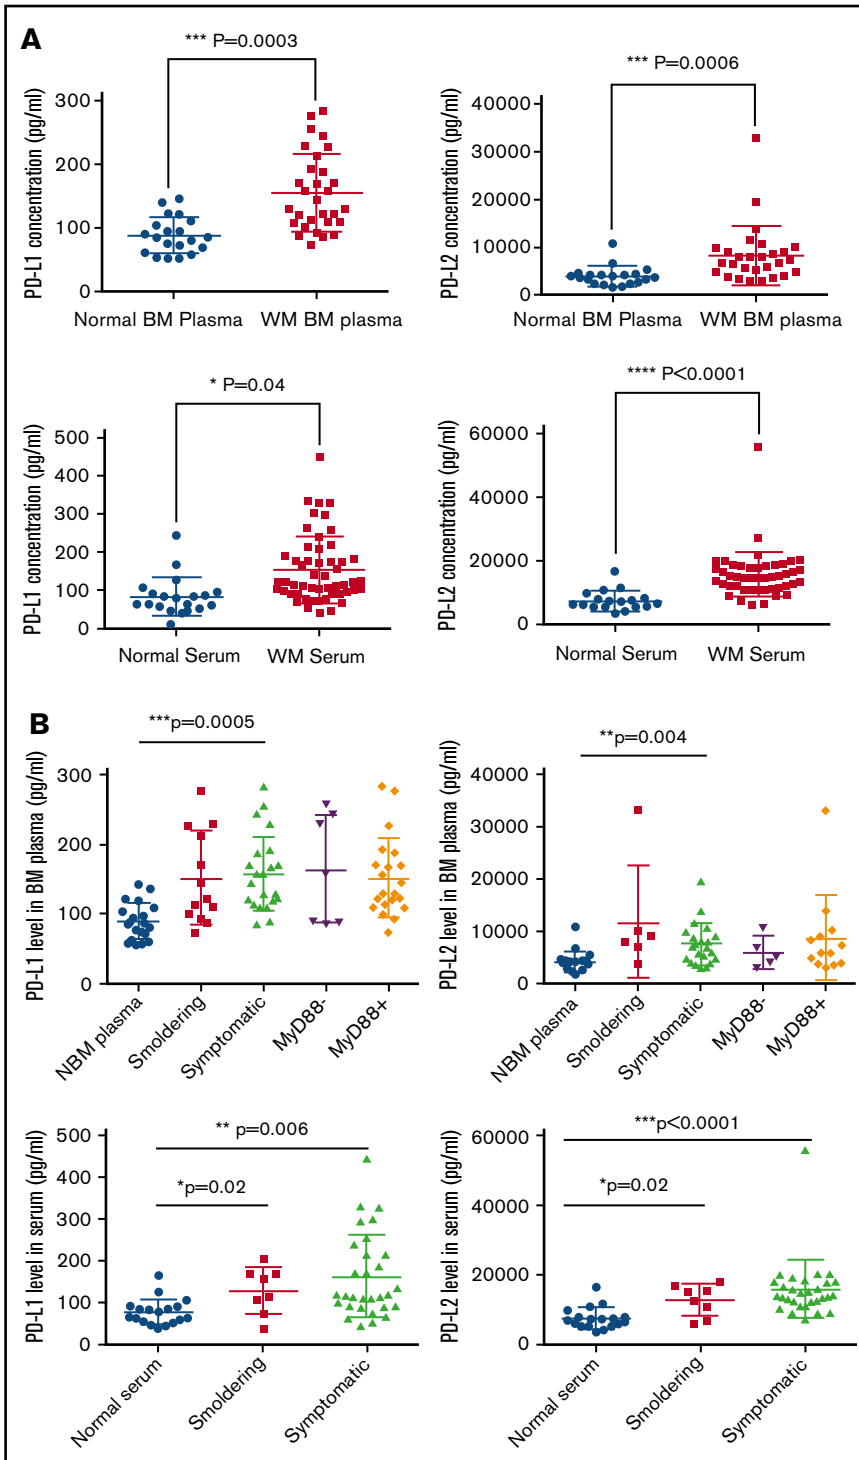 A
*** P=0.0003
PD-L1 concentration (pg/ml)
300
200
100
0
Normal BM Plasma
WM BM plasma
*** P=0.0006
PD-L2 concentration (pg/ml)
40000
30000
20000
10000
0
Normal BM Plasma
WM BM plasma
* P=0.04
PD-L1 concentration (pg/ml)
500
400
300
200
100
0
Normal Serum
WM Serum
**** P<0.0001
PD-L2 concentration (pg/ml)
60000
40000
20000
0
Normal Serum
WM Serum
B
***p=0.0005
PD-L1 level in BM plasma (pg/ml)
300
200
100
0
NBM plasma
Smoldering
Symptomatic
MyD88-
MyD88+
**p=0.004
PD-L2 level in BM plasma (pg/ml)
40000
30000
20000
10000
0
NBM plasma
Smoldering
Symptomatic
MyD88-
MyD88+
** p=0.006
*p=0.02
PD-L1 level in serum (pg/ml)
500
400
300
200
100
0
Normal serum
Smoldering
Symptomatic
***p<0.0001
*p=0.02
PD-L2 level in serum (pg/ml)
60000
40000
20000
0
Normal serum
Smoldering
Symptomatic